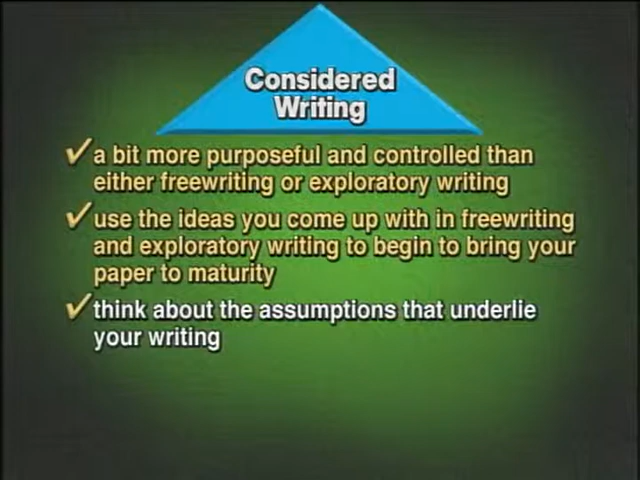 Considered
Writing
a bit more purposeful and controlled than
either freewriting or exploratory writing
use the ideas you come up with in freewriting
and exploratory writing to begin to bring your
paper to maturity
think about the assumptions that underlie
your writing